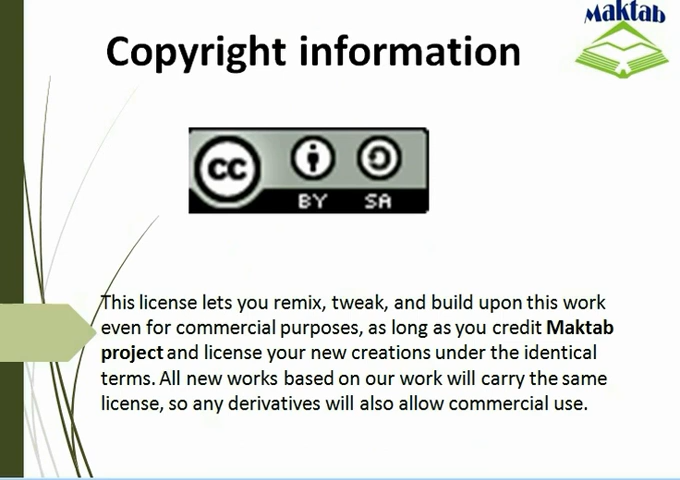 Maktab
Copyright information
CC
BY SA
This license lets you remix, tweak, and build upon this work
even for commercial purposes, as long as you credit Maktab
project and license your new creations under the identical
terms. All new works based on our work will carry the same
license, so any derivatives will also allow commercial use.